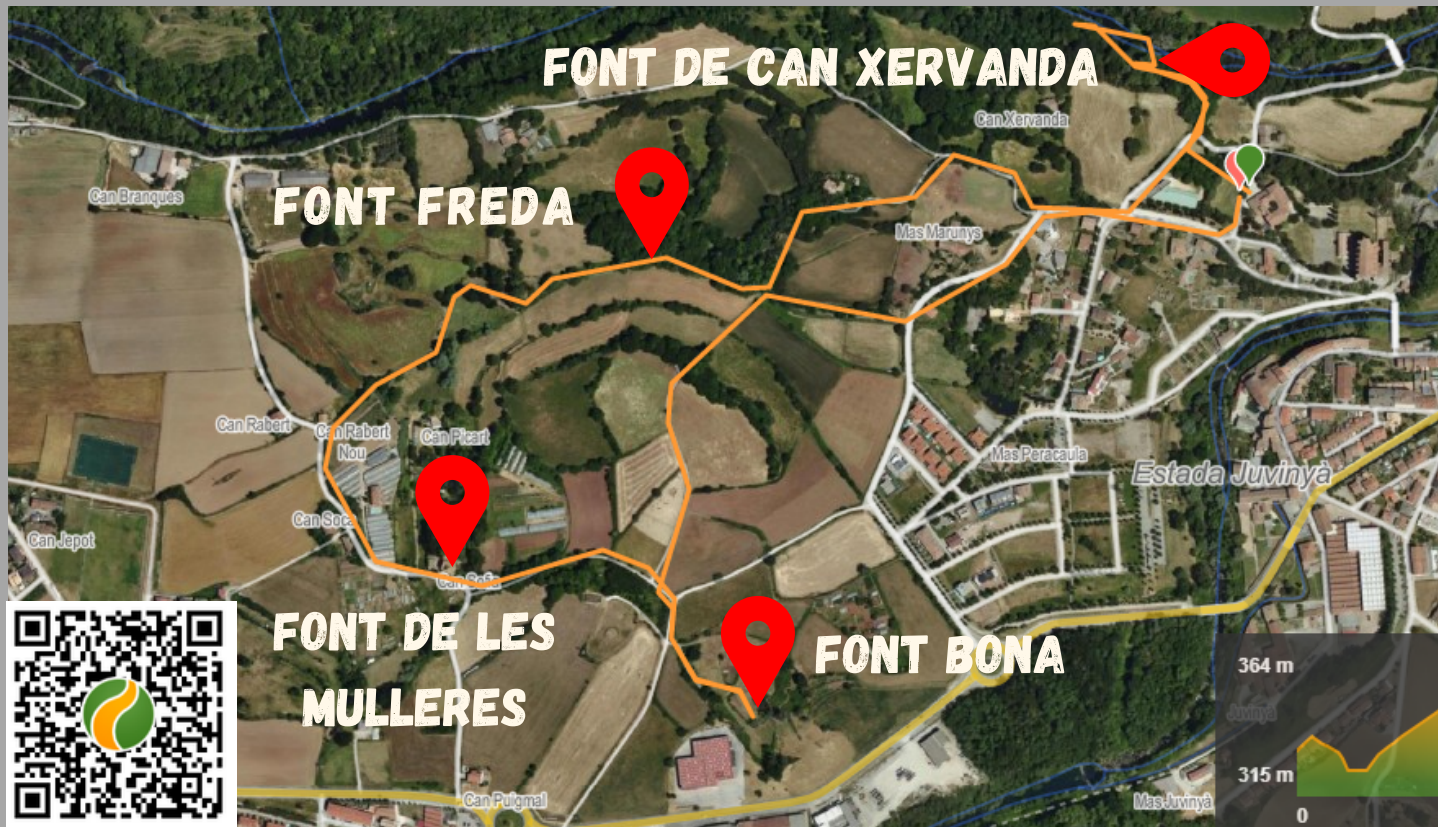 FONT DE CAN XERVANDA
Can Xervanda
Can Branques
FONT FREDA
Mas Marunys
Can Rabert
Can Rabert
Nou
Can Picart
Mas Peracaula
Estada Juvinyà
Can Soca
Can Jepot
FONT DE LES
MULLERES
FONT BONA
364 m
Juvinyà
315 m
0
Can Puigmal
Mas Juvinyà